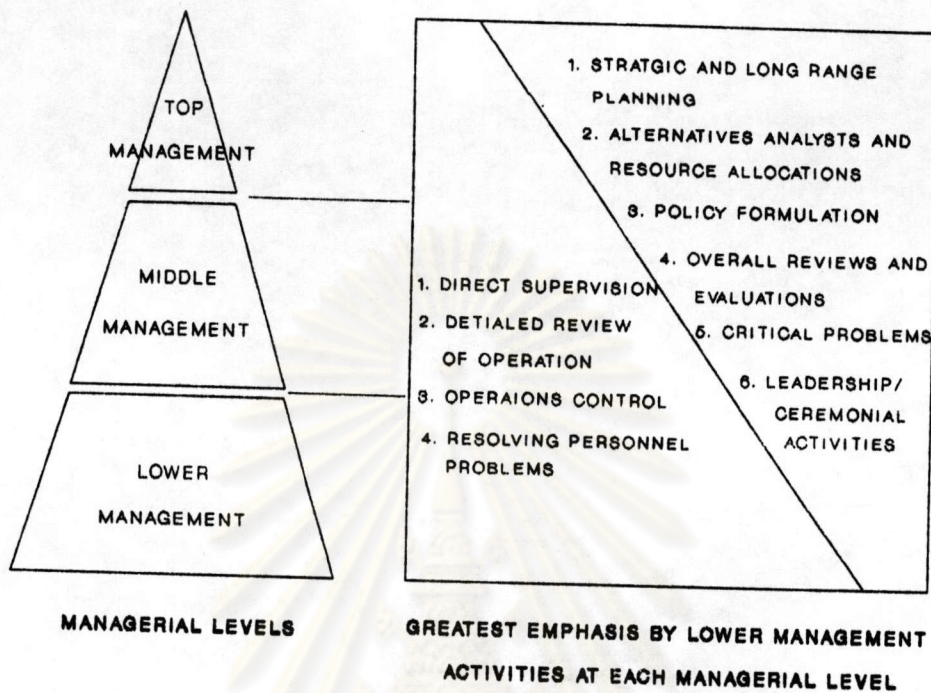 TOP
MANAGEMENT
MIDDLE
MANAGEMENT
LOWER
MANAGEMENT
MANAGERIAL LEVELS
1. STRATGIC AND LONG RANGE
PLANNING
2. ALTERNATIVES ANALYSTS AND
RESOURCE ALLOCATIONS
3. POLICY FORMULATION
4. OVERALL REVIEWS AND
EVALUATIONS
5. CRITICAL PROBLEMS
6. LEADERSHIP/
CEREMONIAL
ACTIVITIES
1. DIRECT SUPERVISION
2. DETIALED REVIEW
OF OPERATION
3. OPERAIONS CONTROL
4. RESOLVING PERSONNEL
PROBLEMS
GREATEST EMPHASIS BY LOWER MANAGEMENT
ACTIVITIES AT EACH MANAGERIAL LEVEL